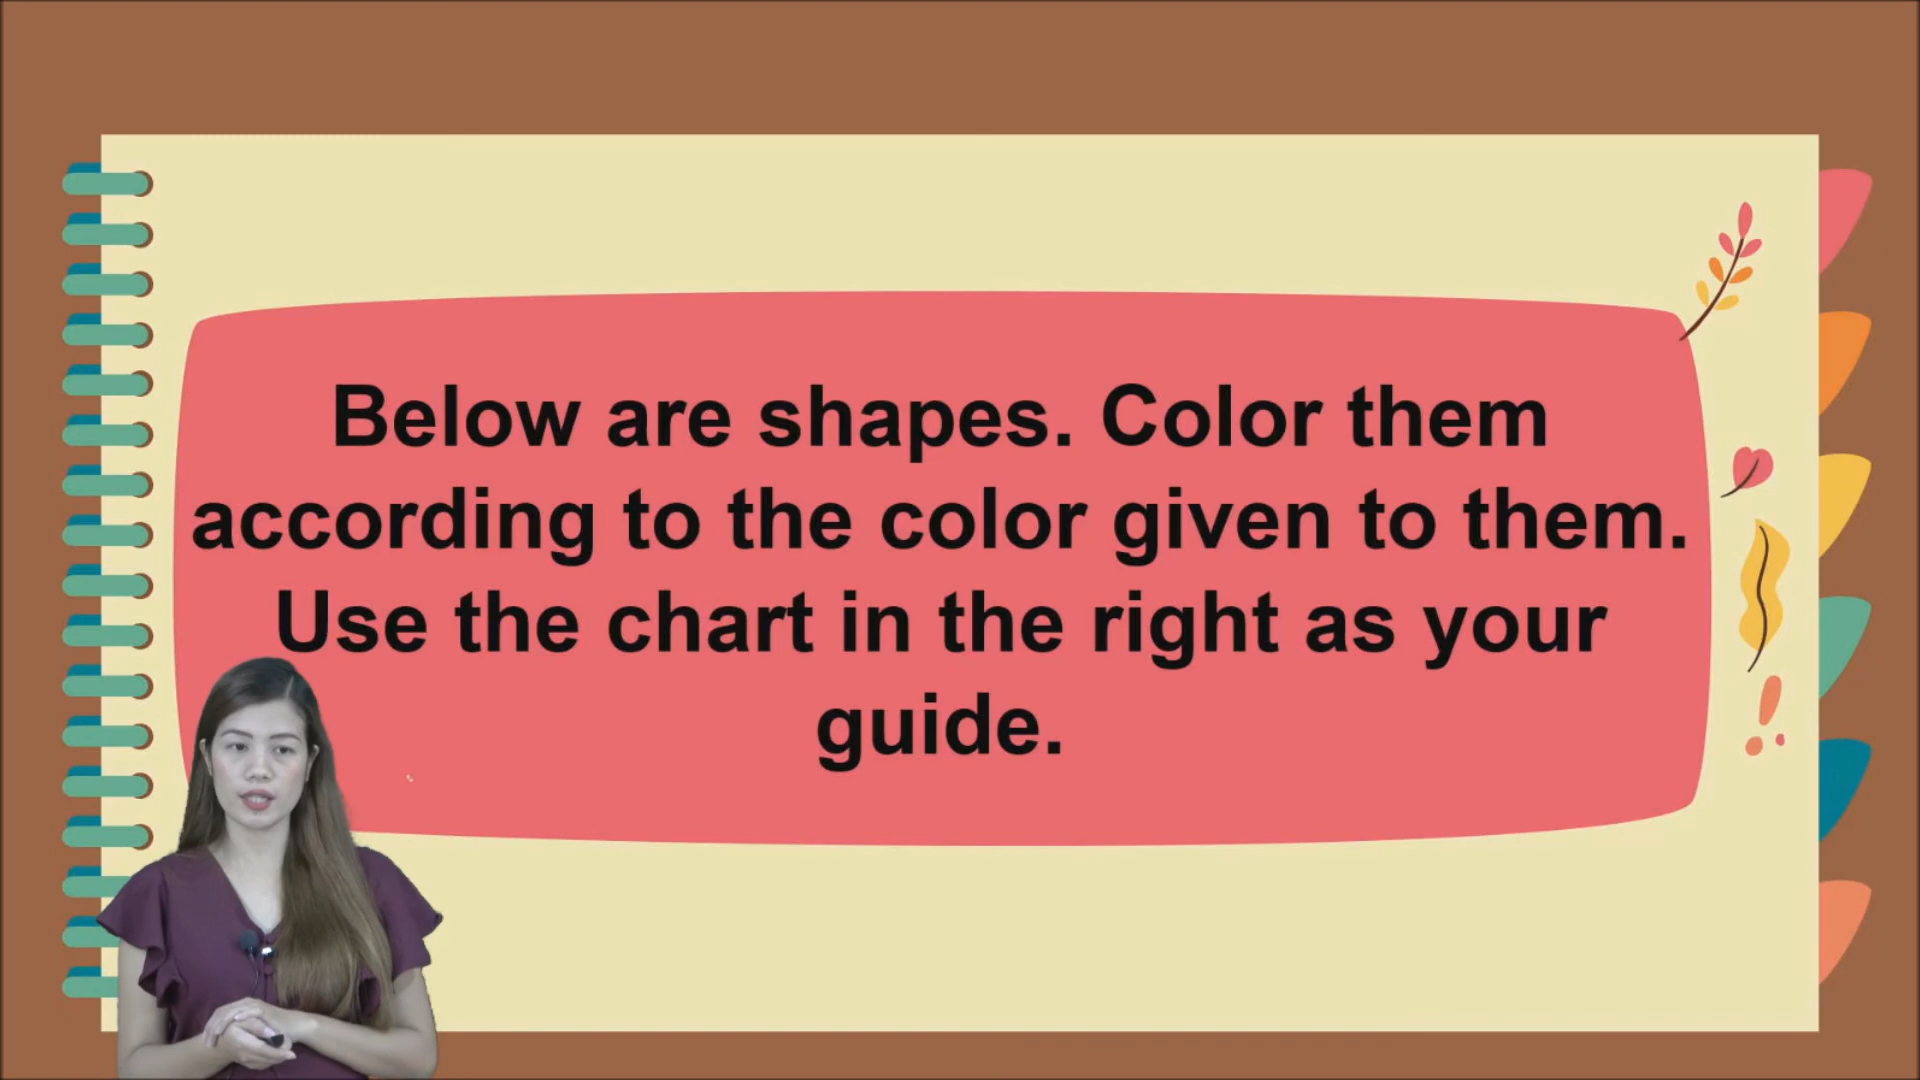 Below are shapes. Color them
according to the color given to them.
Use the chart in the right as your
guide.